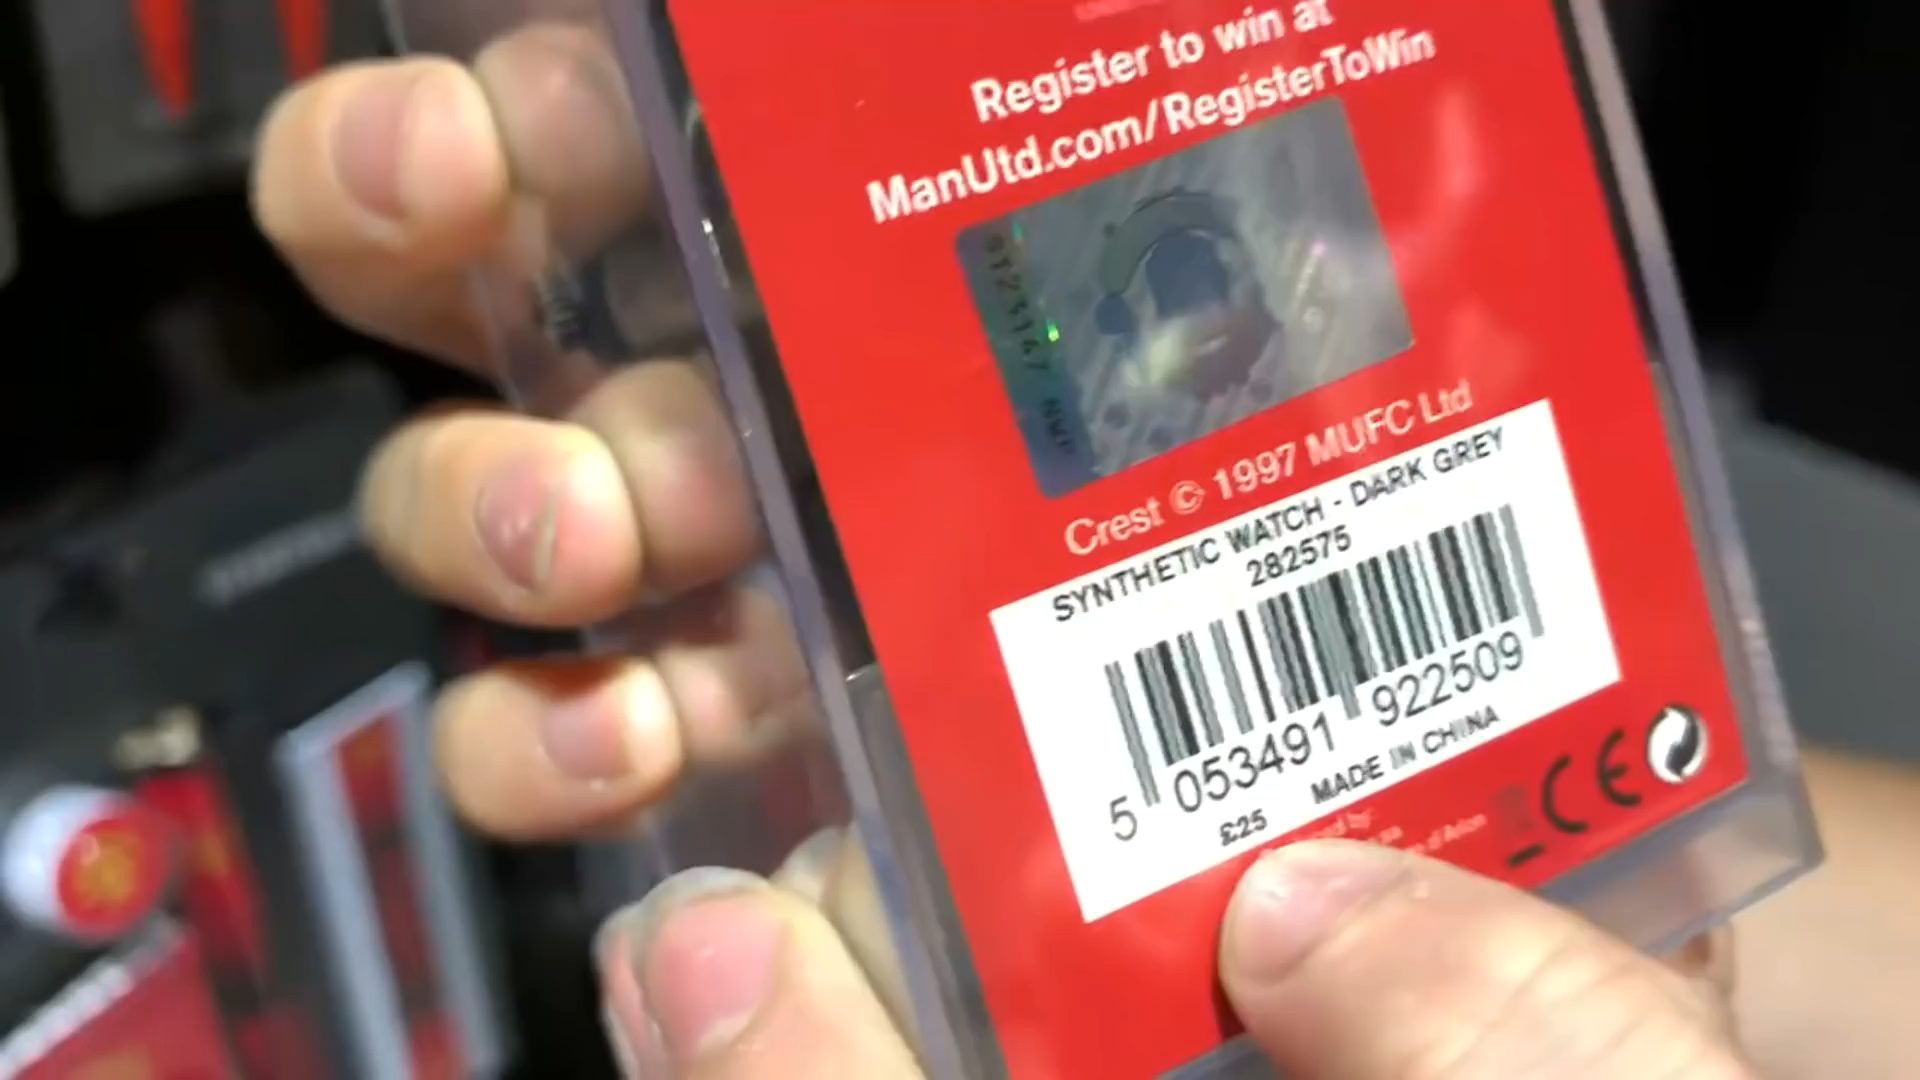 Register to win at
ManUtd.com/RegisterToWin
Crest © 1997 MUFC Ltd
SYNTHETIC WATCH - DARK GREY
282575
5 053491 922509
£25 MADE IN CHINA
CE